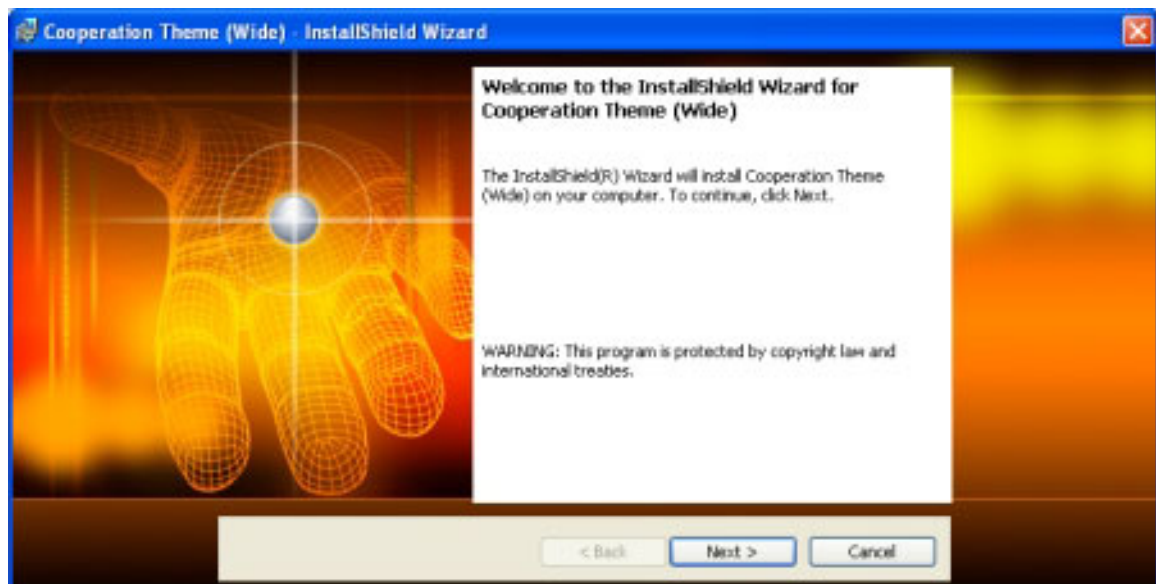 Cooperation Theme (Wide) - InstallShield Wizard
Welcome to the InstallShield Wizard for
Cooperation Theme (Wide)
The InstallShield(R) Wizard will install Cooperation Theme
(Wide) on your computer. To continue, click Next.
WARNING: This program is protected by copyright law and
international treaties.
< Back Next > Cancel